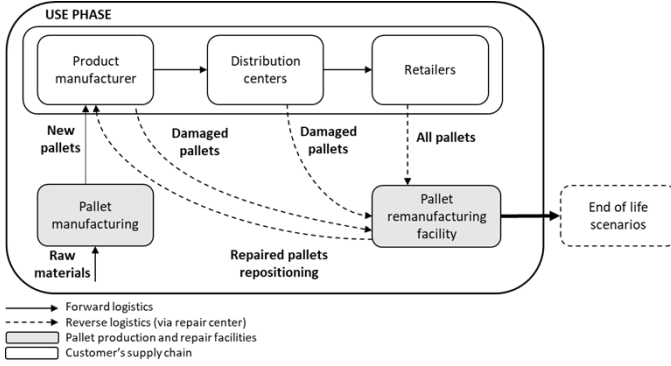 USE PHASE
Product
manufacturer
Distribution
centers
Retailers
New
pallets
Damaged
pallets
Damaged
pallets
All pallets
Pallet
manufacturing
Pallet
remanufacturing
facility
End of life
scenarios
Raw
materials
Repaired pallets
repositioning
Forward logistics
Reverse logistics (via repair center)
Pallet production and repair facilities
Customer's supply chain